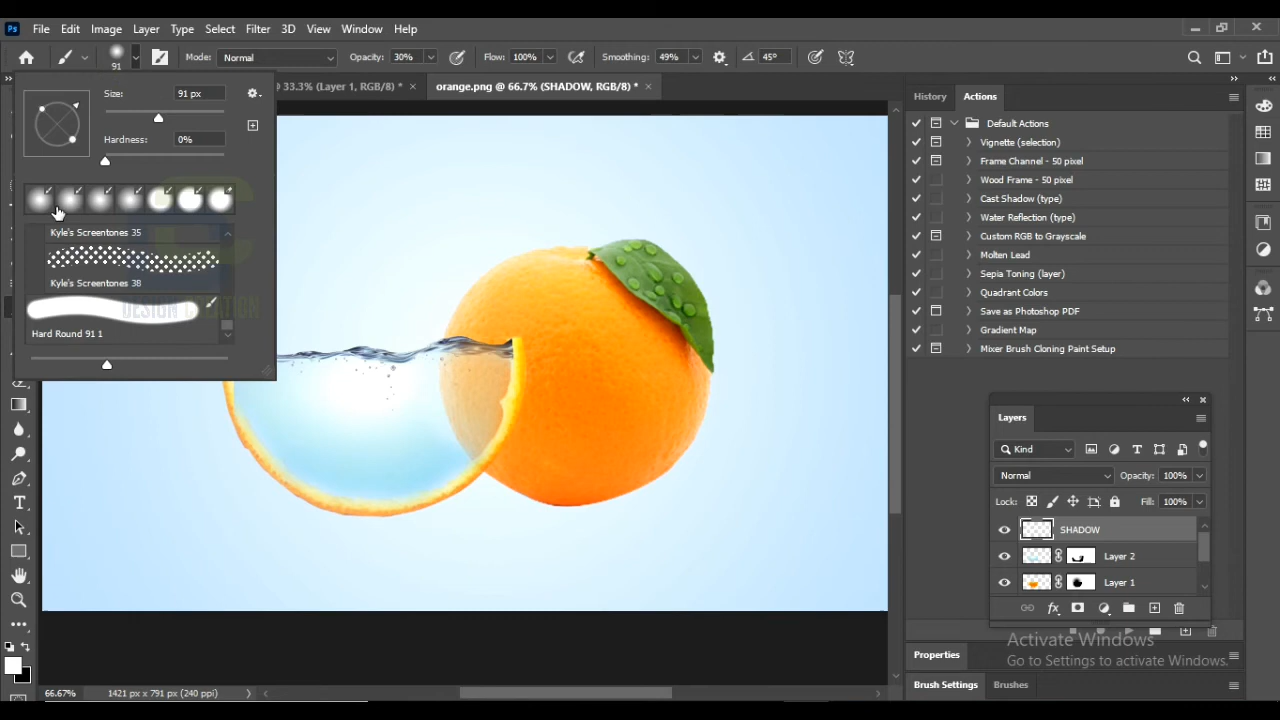 Ps File Edit Image Layer Type Select Filter 3D View Window Help
91 Mode: Normal Opacity: 30% Flow: 100% Smoothing: 49% 45°
@ 33.3% (Layer 1, RGB/8) * × orange.png @ 66.7% (SHADOW, RGB/8) * ×
Size: 91 px
Hardness: 0%
Kyle's Screentones 35
Kyle's Screentones 38
Hard Round 91 1
DESIGN CREATION
History Actions
Default Actions
Vignette (selection)
Frame Channel - 50 pixel
Wood Frame - 50 pixel
Cast Shadow (type)
Water Reflection (type)
Custom RGB to Grayscale
Molten Lead
Sepia Toning (layer)
Quadrant Colors
Save as Photoshop PDF
Gradient Map
Mixer Brush Cloning Paint Setup
Layers
Kind
Normal Opacity: 100%
Lock: Fill: 100%
SHADOW
Layer 2
Layer 1
Activate Windows
Go to Settings to activate Windows.
Properties
Brush Settings Brushes
66.67% 1421 px x 791 px (240 ppi)